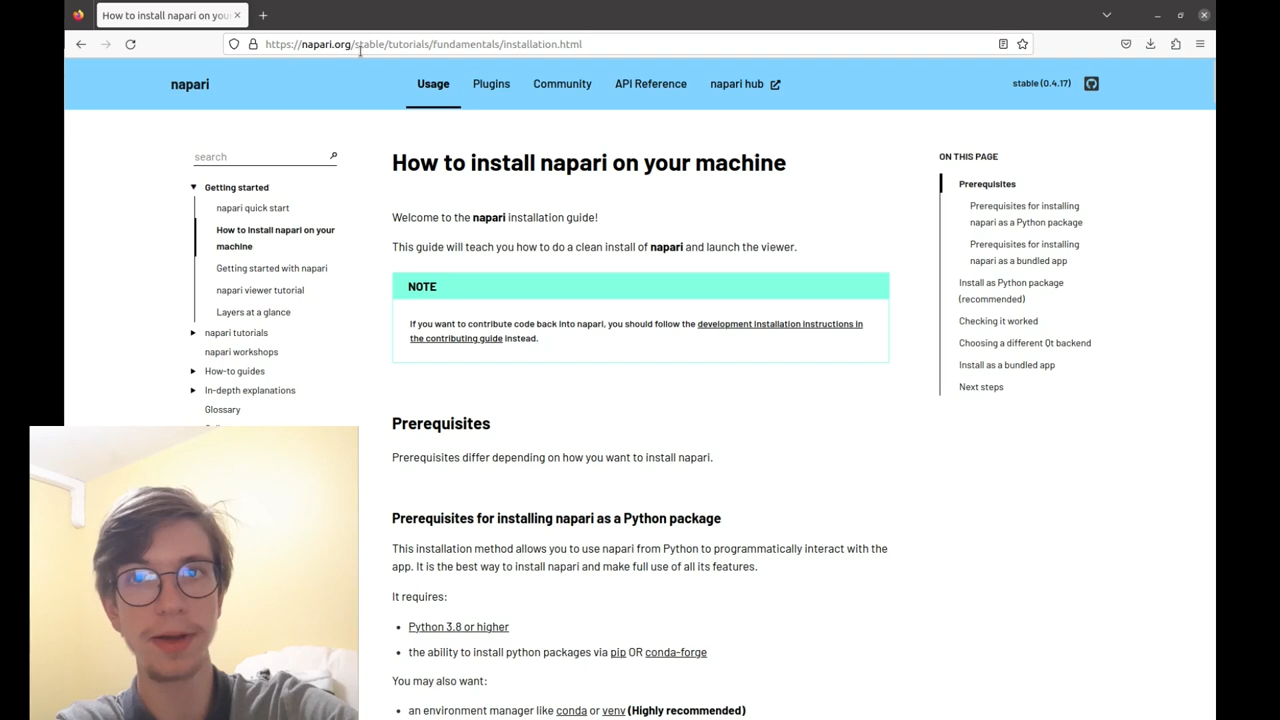 How to install napari on you
https://napari.org/stable/tutorials/fundamentals/installation.html
napari
Usage
Plugins
Community
API Reference
napari hub
stable (0.4.17)
search
Getting started
napari quick start
How to install napari on your
machine
Getting started with napari
napari viewer tutorial
Layers at a glance
napari tutorials
napari workshops
How-to guides
In-depth explanations
Glossary
How to install napari on your machine
Welcome to the napari installation guide!
This guide will teach you how to do a clean install of napari and launch the viewer.
NOTE
If you want to contribute code back into napari, you should follow the development installation instructions in
the contributing guide instead.
Prerequisites
Prerequisites differ depending on how you want to install napari.
Prerequisites for installing napari as a Python package
This installation method allows you to use napari from Python to programmatically interact with the
app. It is the best way to install napari and make full use of all its features.
It requires:
• Python 3.8 or higher
• the ability to install python packages via pip OR conda-forge
You may also want:
• an environment manager like conda or venv (Highly recommended)
ON THIS PAGE
Prerequisites
Prerequisites for installing
napari as a Python package
Prerequisites for installing
napari as a bundled app
Install as Python package
(recommended)
Checking it worked
Choosing a different Qt backend
Install as a bundled app
Next steps